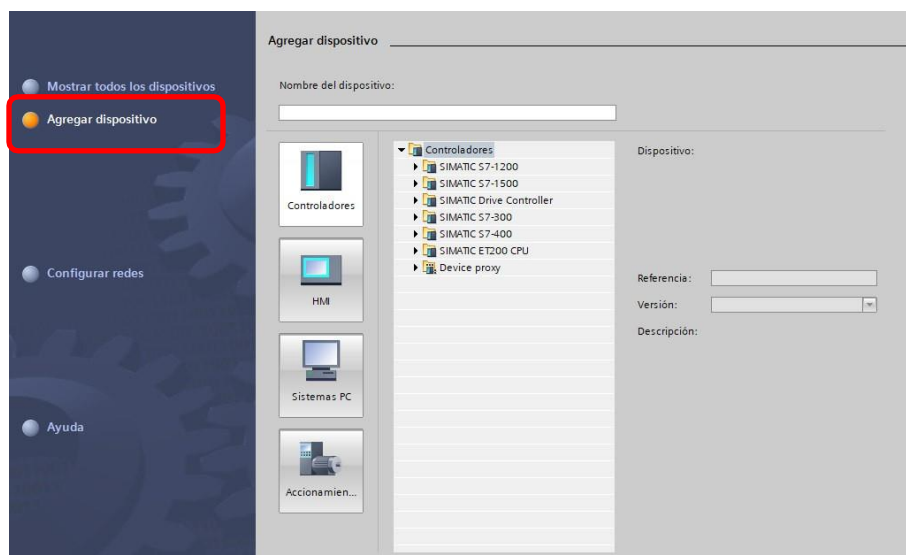 Mostrar todos los dispositivos
Agregar dispositivo
Configurar redes
Ayuda
Agregar dispositivo
Nombre del dispositivo:
Controladores
HMI
Sistemas PC
Accionamien...
Controladores
SIMATIC S7-1200
SIMATIC S7-1500
SIMATIC Drive Controller
SIMATIC S7-300
SIMATIC S7-400
SIMATIC ET200 CPU
Device proxy
Dispositivo:
Referencia:
Versión:
Descripción: